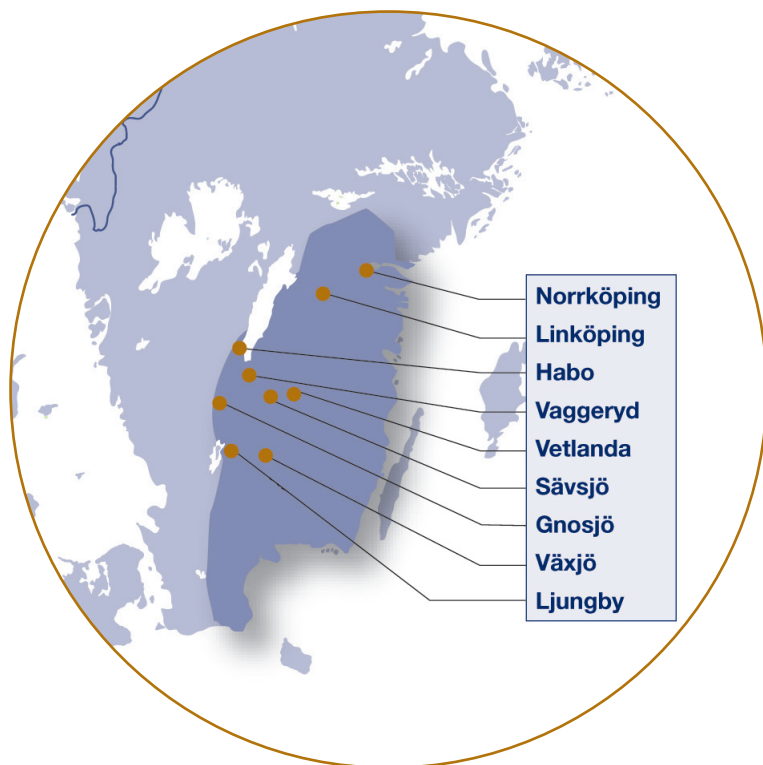 Norrköping
Linköping
Habo
Vaggeryd
Vetlanda
Sävsjö
Gnosjö
Växjö
Ljungby